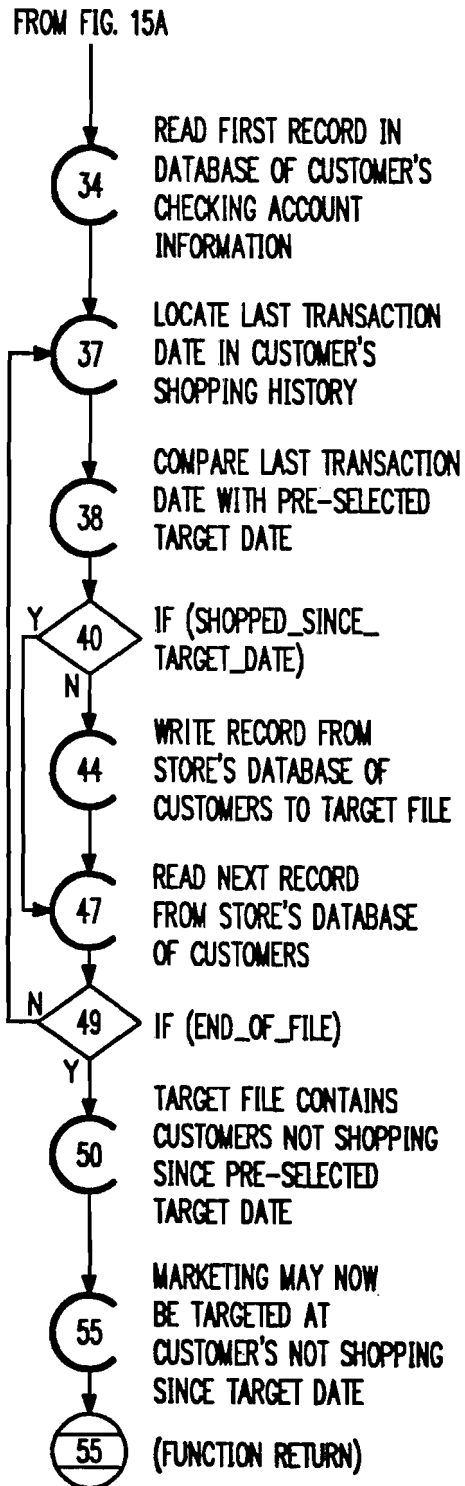 FROM FIG. 15A
34
READ FIRST RECORD IN
DATABASE OF CUSTOMER'S
CHECKING ACCOUNT
INFORMATION
37
LOCATE LAST TRANSACTION
DATE IN CUSTOMER'S
SHOPPING HISTORY
38
COMPARE LAST TRANSACTION
DATE WITH PRE-SELECTED
TARGET DATE
Y
40
N
IF (SHOPPED_SINCE_
TARGET_DATE)
44
WRITE RECORD FROM
STORE'S DATABASE OF
CUSTOMERS TO TARGET FILE
47
READ NEXT RECORD
FROM STORE'S DATABASE
OF CUSTOMERS
N
49
Y
IF (END_OF_FILE)
50
TARGET FILE CONTAINS
CUSTOMERS NOT SHOPPING
SINCE PRE-SELECTED
TARGET DATE
55
MARKETING MAY NOW
BE TARGETED AT
CUSTOMER'S NOT SHOPPING
SINCE TARGET DATE
55
(FUNCTION RETURN)